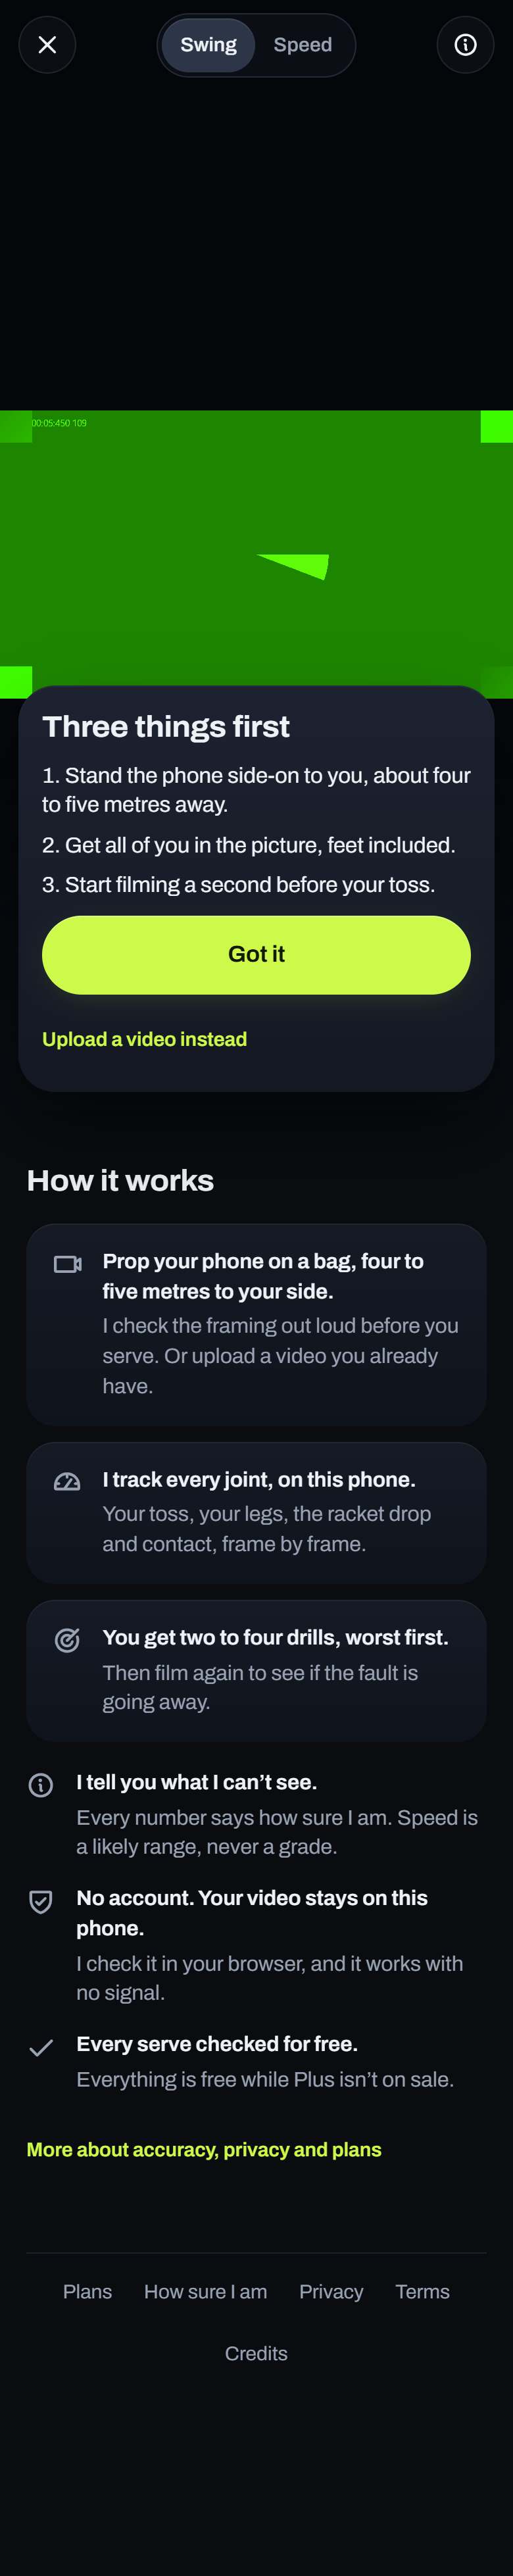 Swing
Speed
00:05:450 109
Three things first
1. Stand the phone side-on to you, about four
to five metres away.
2. Get all of you in the picture, feet included.
3. Start filming a second before your toss.
Got it
Upload a video instead
How it works
Prop your phone on a bag, four to
five metres to your side.
I check the framing out loud before you
serve. Or upload a video you already
have.
I track every joint, on this phone.
Your toss, your legs, the racket drop
and contact, frame by frame.
You get two to four drills, worst first.
Then film again to see if the fault is
going away.
I tell you what I can’t see.
Every number says how sure I am. Speed is
a likely range, never a grade.
No account. Your video stays on this
phone.
I check it in your browser, and it works with
no signal.
Every serve checked for free.
Everything is free while Plus isn’t on sale.
More about accuracy, privacy and plans
Plans
How sure I am
Privacy
Terms
Credits